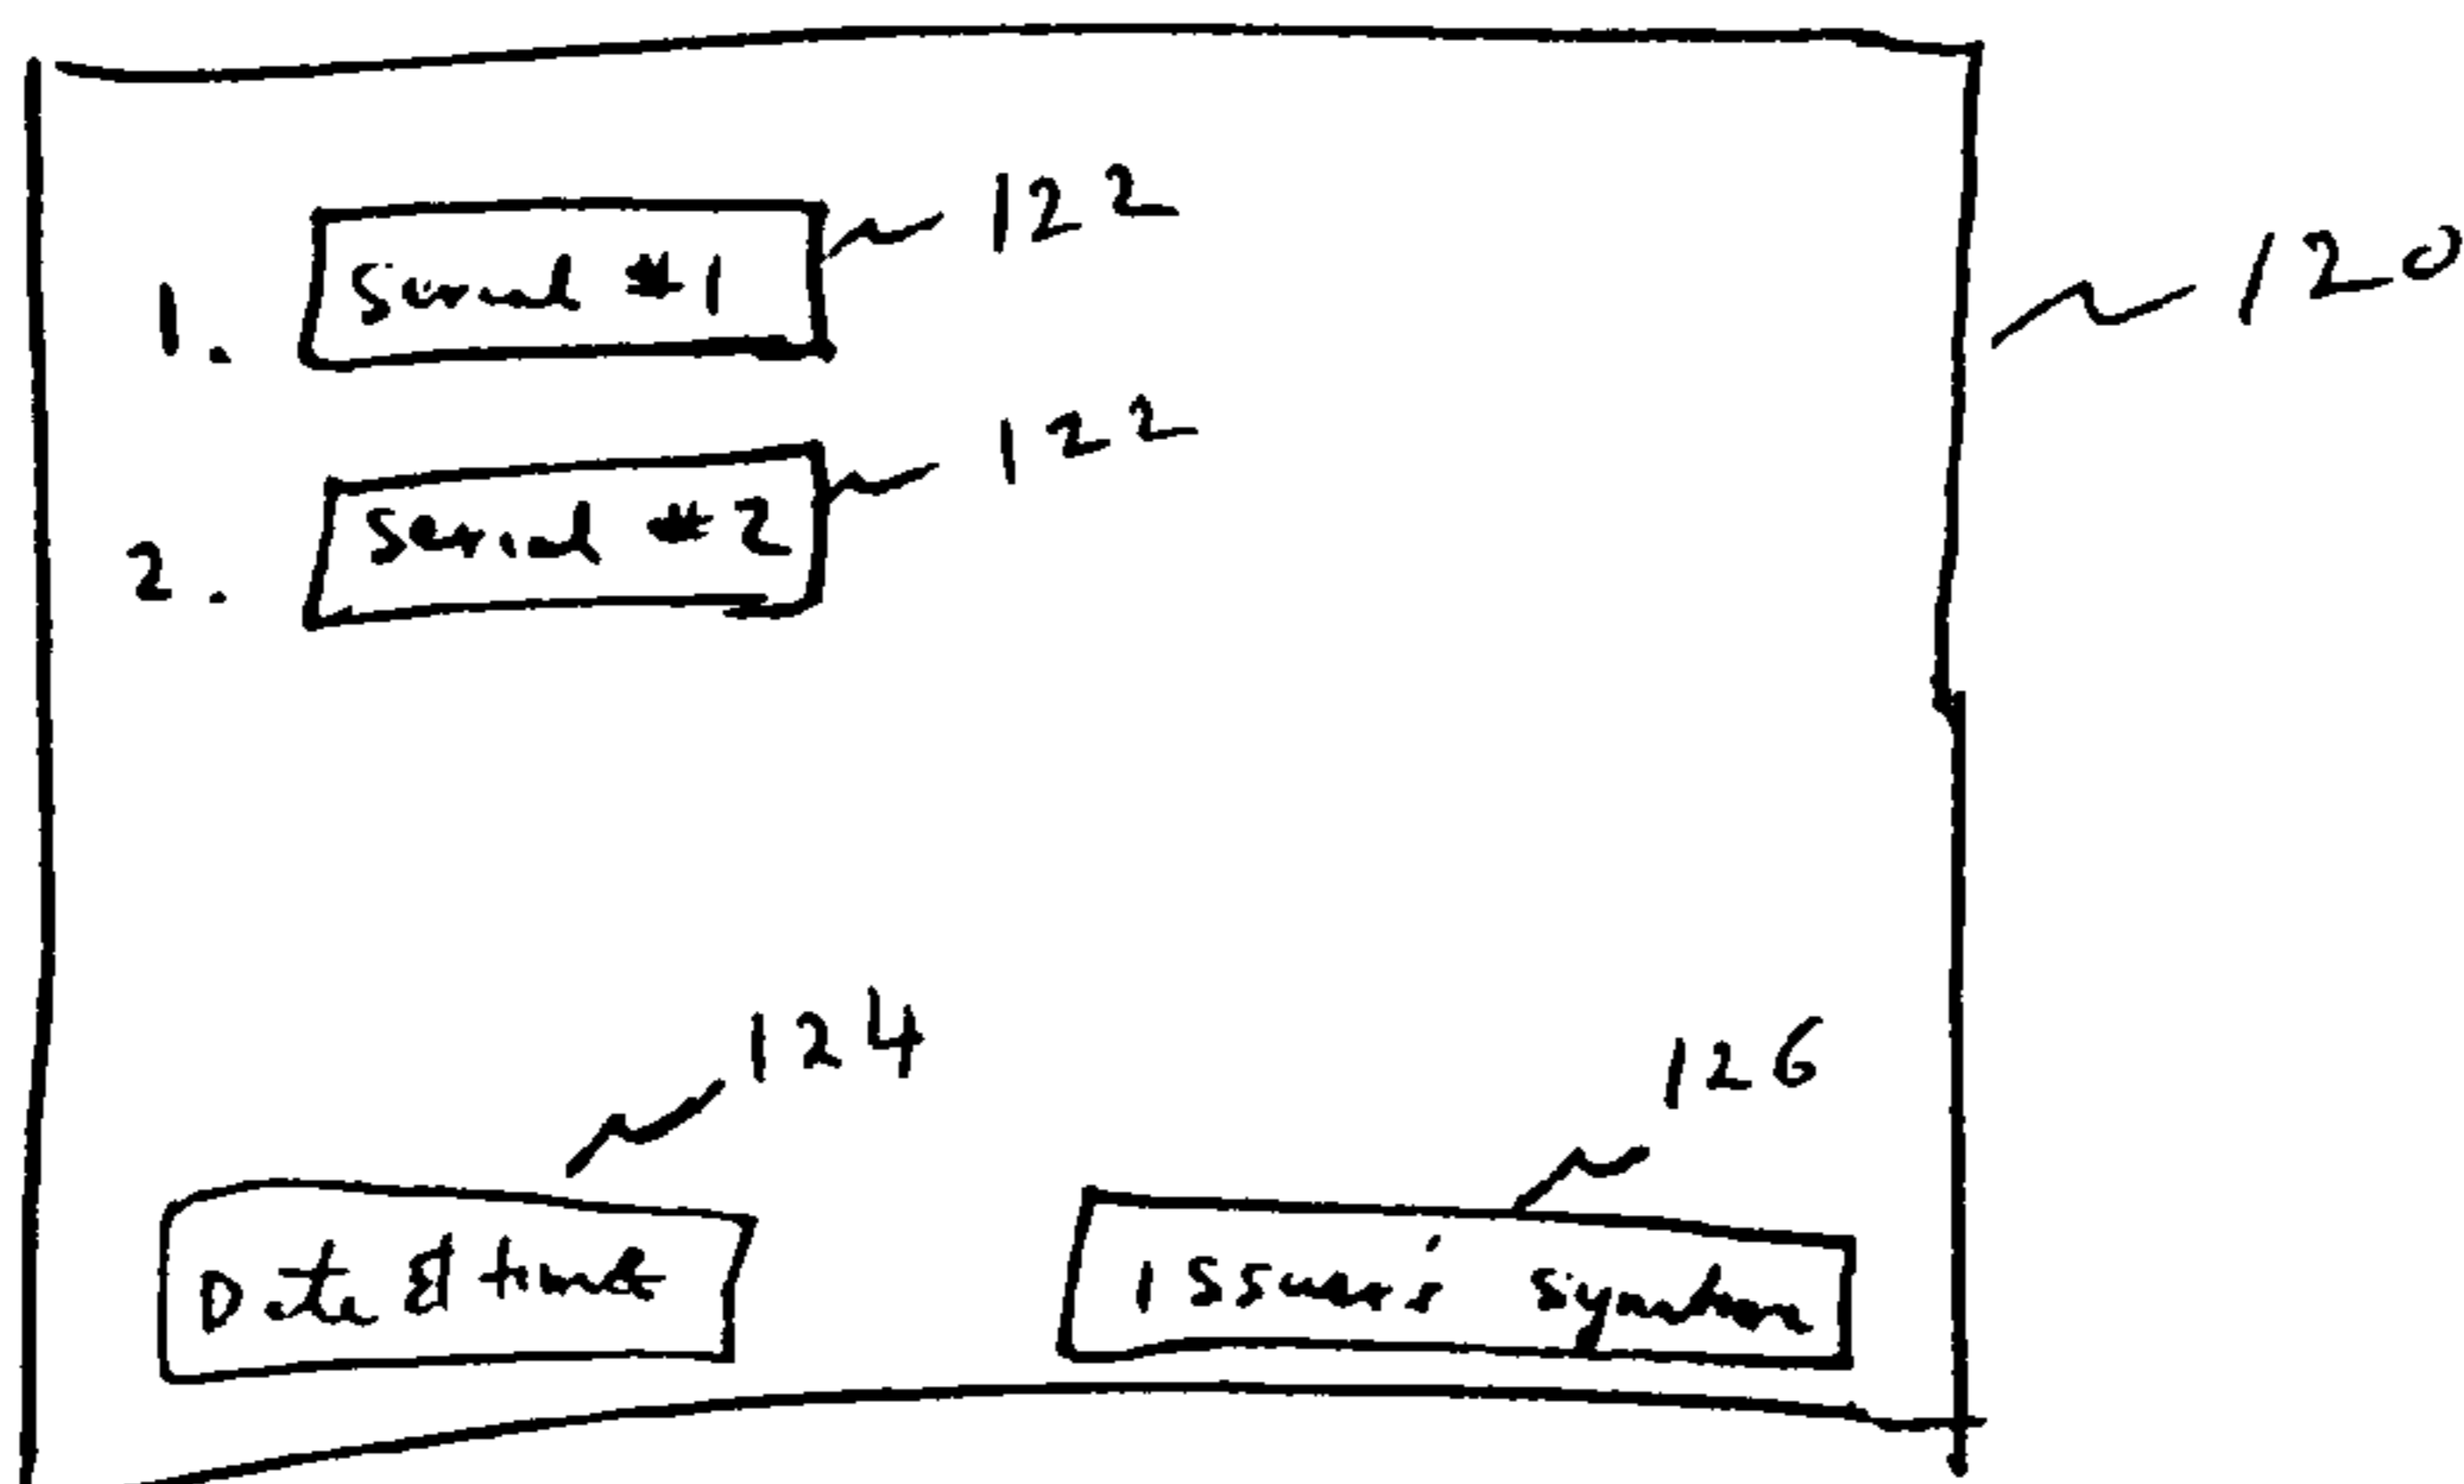 122
1. Serial #1
120
122
2. Serial #2
124
126
Date & time
Issuer's Symbol